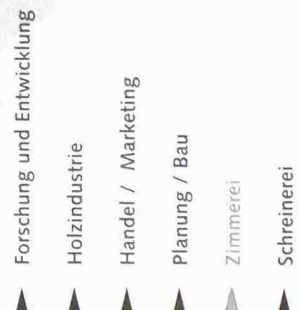 Forschung und Entwicklung
Holzindustrie
Handel / Marketing
Planung / Bau
Zimmerei
Schreinerei